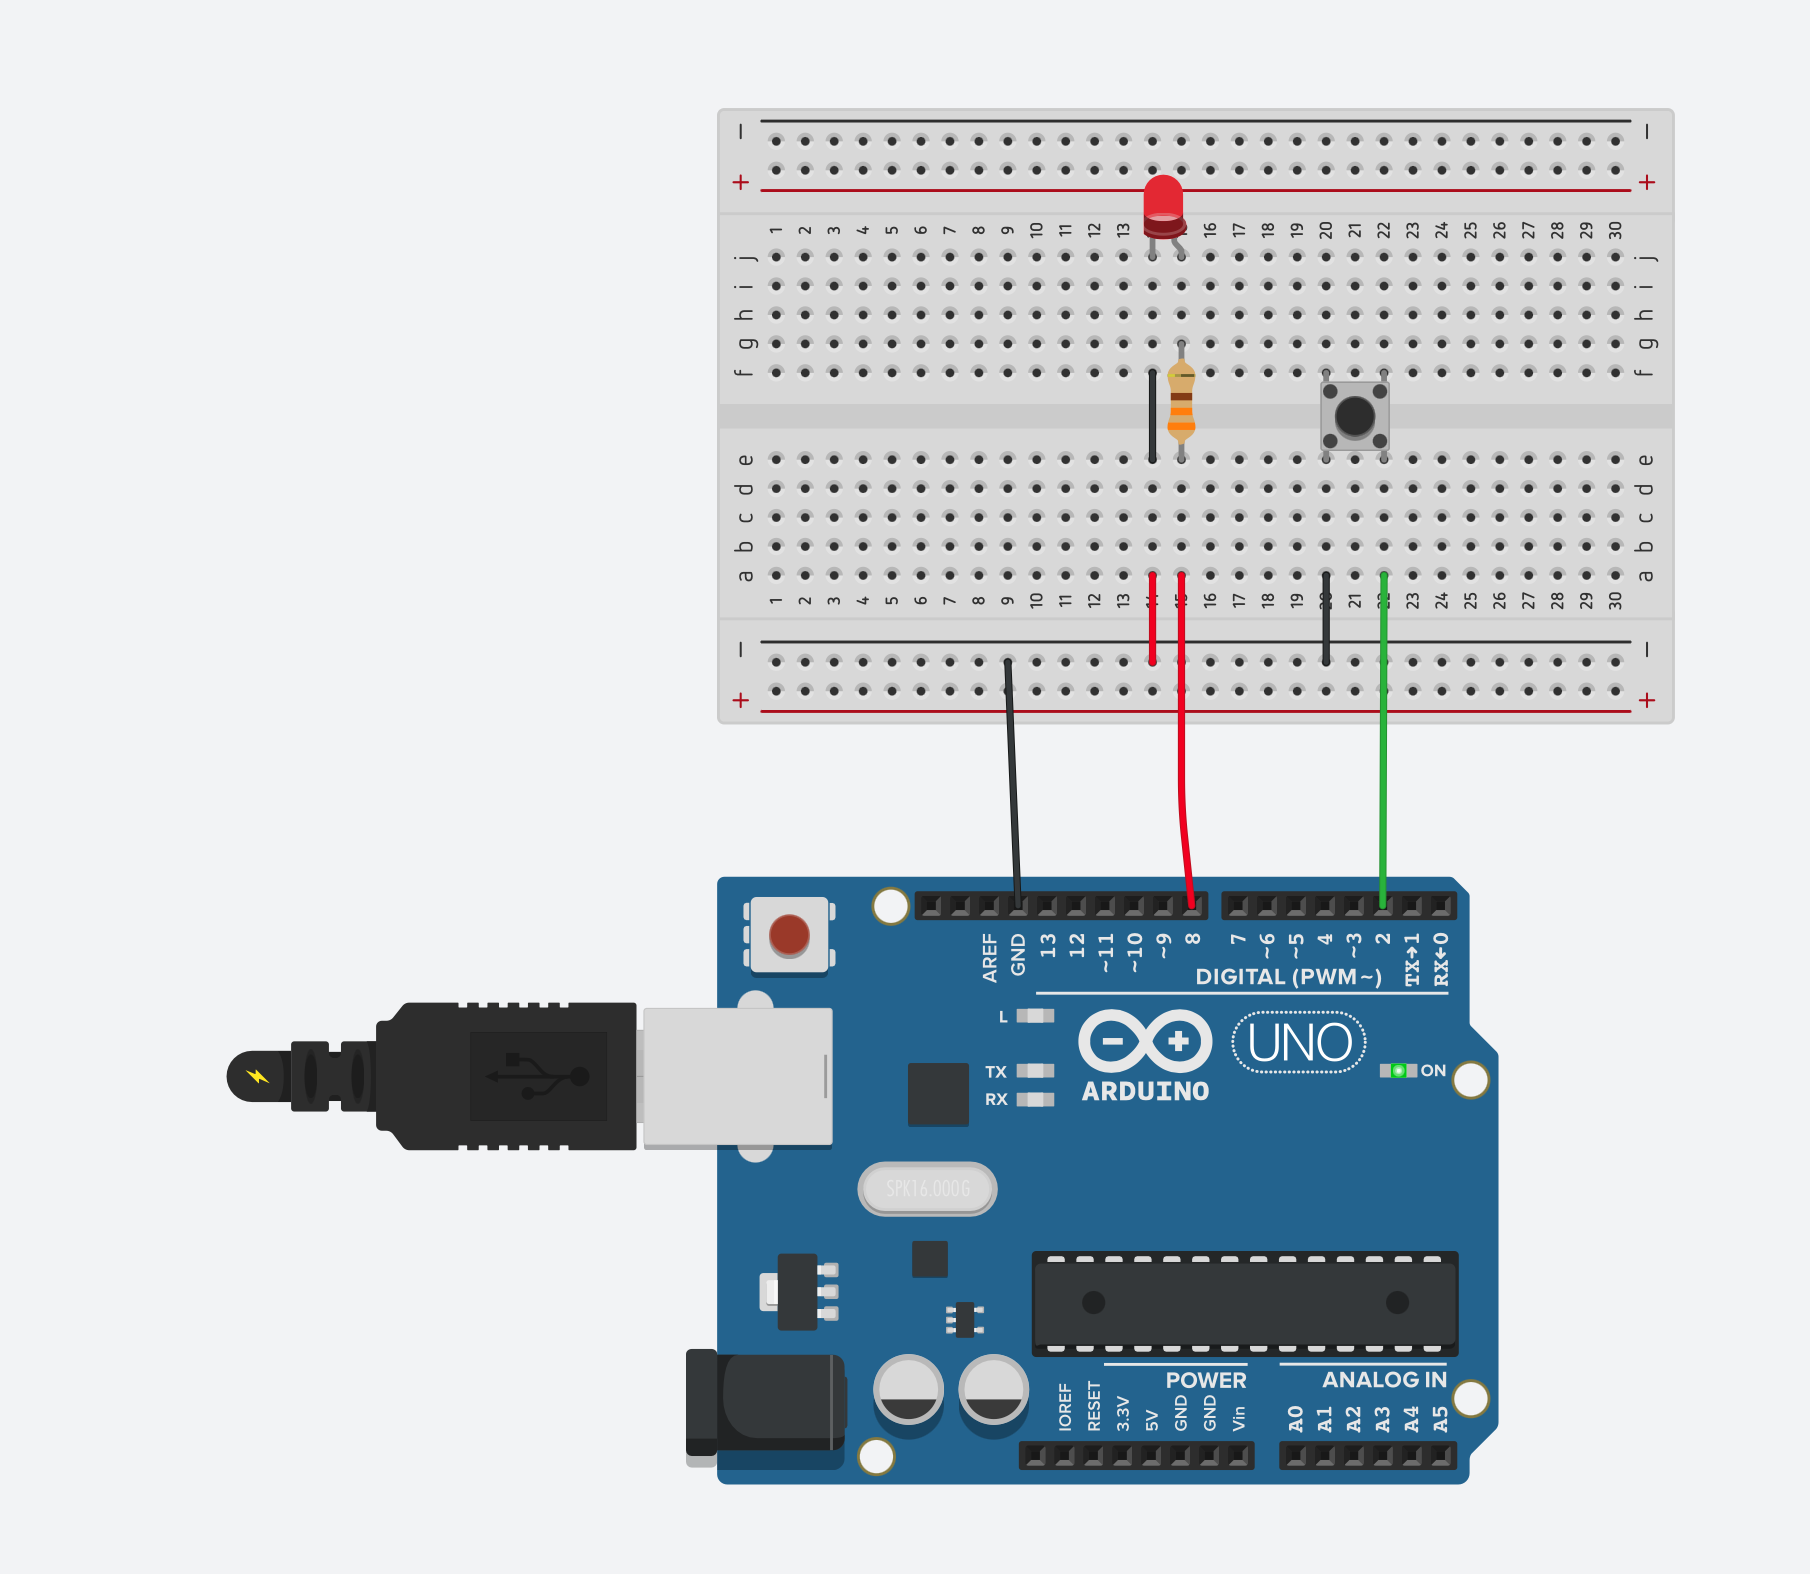 − −
+ +
1 2 3 4 5 6 7 8 9 10 11 12 13 16 17 18 19 20 21 22 23 24 25 26 27 28 29 30
j j
i i
h h
g g
f f
e e
d d
c c
b b
a a
1 2 3 4 5 6 7 8 9 10 11 12 13 14 15 16 17 18 19 20 21 22 23 24 25 26 27 28 29 30
− −
+ +
AREF GND 13 12 ~11 ~10 ~9 8 7 ~6 ~5 4 ~3 2 TX→1 RX←0
DIGITAL (PWM~)
L
UNO
TX
ON
RX
ARDUINO
SPK16.000G
POWER
ANALOG IN
IOREF RESET 3.3V 5V GND GND Vin A0 A1 A2 A3 A4 A5